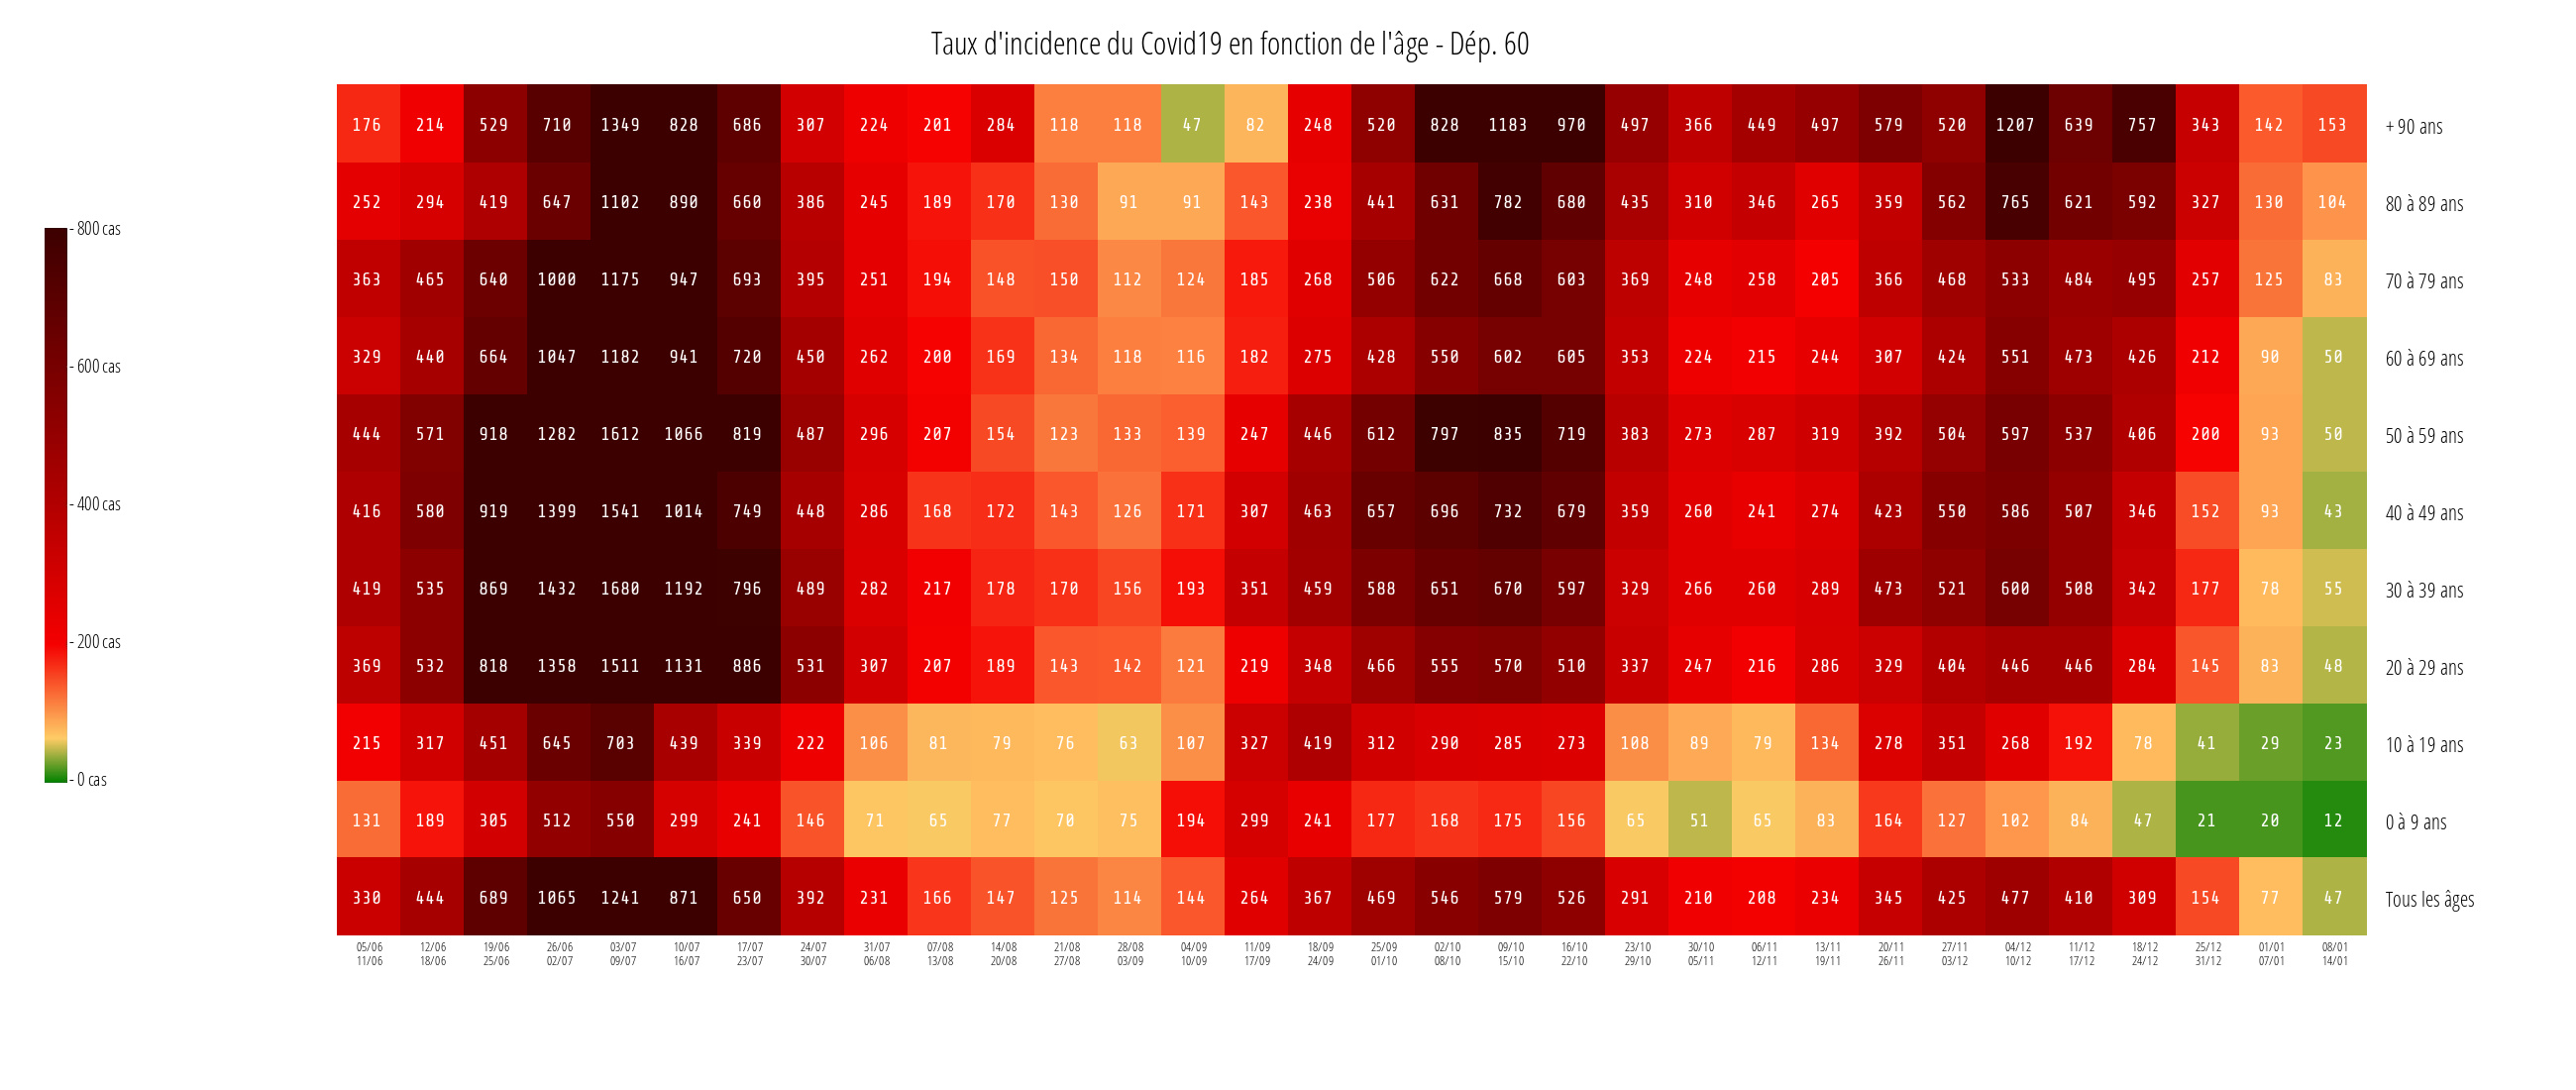 Taux d'incidence du Covid19 en fonction de l'âge - Dép. 60
- 800 cas
- 600 cas
- 400 cas
- 200 cas
- 0 cas
176 214 529 710 1349 828 686 307 224 201 284 118 118 47 82 248 520 828 1183 970 497 366 449 497 579 520 1207 639 757 343 142 153 + 90 ans
252 294 419 647 1102 890 660 386 245 189 170 130 91 91 143 238 441 631 782 680 435 310 346 265 359 562 765 621 592 327 130 104 80 à 89 ans
363 465 640 1000 1175 947 693 395 251 194 148 150 112 124 185 268 506 622 668 603 369 248 258 205 366 468 533 484 495 257 125 83 70 à 79 ans
329 440 664 1047 1182 941 720 450 262 200 169 134 118 116 182 275 428 550 602 605 353 224 215 244 307 424 551 473 426 212 90 50 60 à 69 ans
444 571 918 1282 1612 1066 819 487 296 207 154 123 133 139 247 446 612 797 835 719 383 273 287 319 392 504 597 537 406 200 93 50 50 à 59 ans
416 580 919 1399 1541 1014 749 448 286 168 172 143 126 171 307 463 657 696 732 679 359 260 241 274 423 550 586 507 346 152 93 43 40 à 49 ans
419 535 869 1432 1680 1192 796 489 282 217 178 170 156 193 351 459 588 651 670 597 329 266 260 289 473 521 600 508 342 177 78 55 30 à 39 ans
369 532 818 1358 1511 1131 886 531 307 207 189 143 142 121 219 348 466 555 570 510 337 247 216 286 329 404 446 446 284 145 83 48 20 à 29 ans
215 317 451 645 703 439 339 222 106 81 79 76 63 107 327 419 312 290 285 273 108 89 79 134 278 351 268 192 78 41 29 23 10 à 19 ans
131 189 305 512 550 299 241 146 71 65 77 70 75 194 299 241 177 168 175 156 65 51 65 83 164 127 102 84 47 21 20 12 0 à 9 ans
330 444 689 1065 1241 871 650 392 231 166 147 125 114 144 264 367 469 546 579 526 291 210 208 234 345 425 477 410 309 154 77 47 Tous les âges
05/06 12/06 19/06 26/06 03/07 10/07 17/07 24/07 31/07 07/08 14/08 21/08 28/08 04/09 11/09 18/09 25/09 02/10 09/10 16/10 23/10 30/10 06/11 13/11 20/11 27/11 04/12 11/12 18/12 25/12 01/01 08/01
11/06 18/06 25/06 02/07 09/07 16/07 23/07 30/07 06/08 13/08 20/08 27/08 03/09 10/09 17/09 24/09 01/10 08/10 15/10 22/10 29/10 05/11 12/11 19/11 26/11 03/12 10/12 17/12 24/12 31/12 07/01 14/01